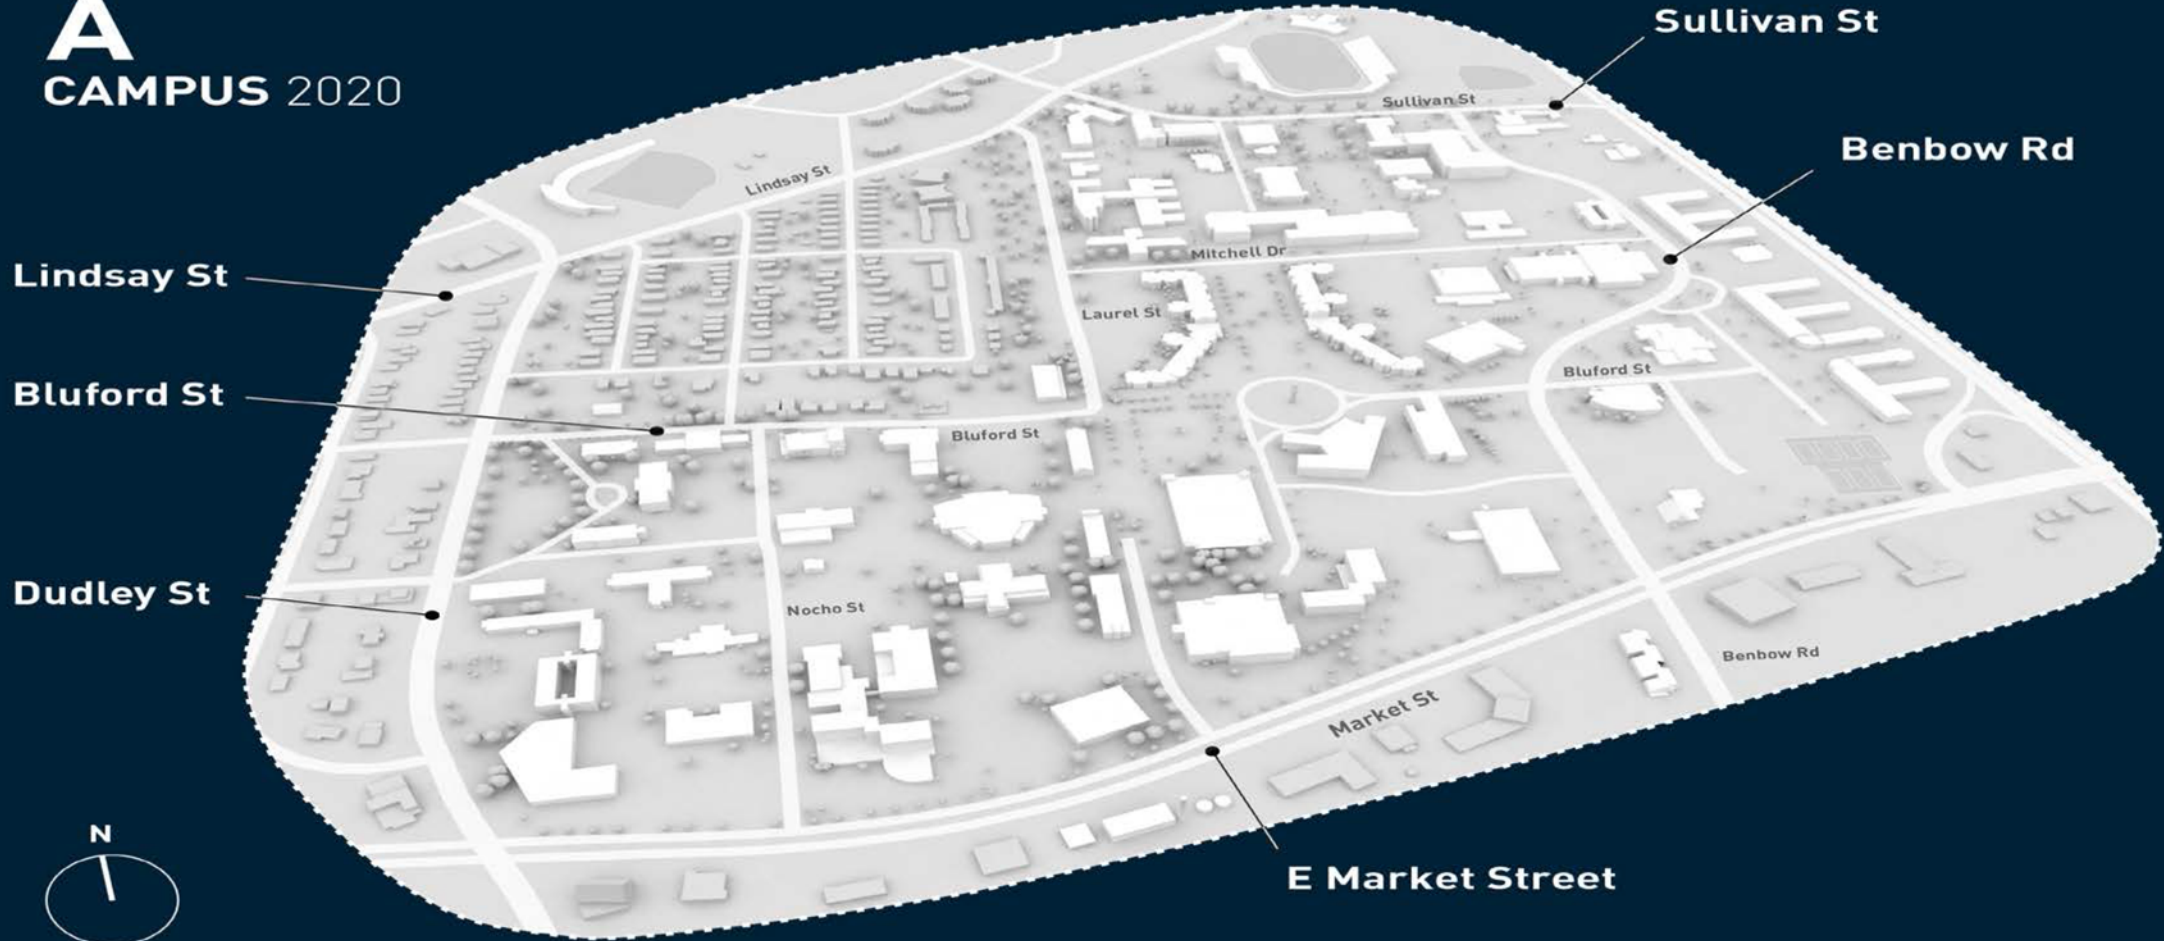 A
CAMPUS 2020
Sullivan St
Sullivan St
Benbow Rd
Lindsay St
Mitchell Dr
Lindsay St
Laurel St
Bluford St
Bluford St
Bluford St
Dudley St
Nocho St
Benbow Rd
Market St
N
E Market Street